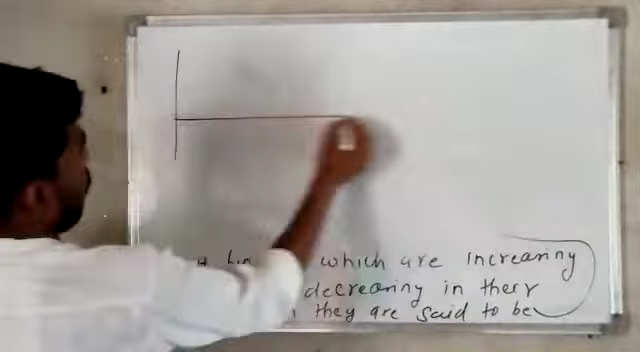 which are increasing
decreasing in their
they are said to be